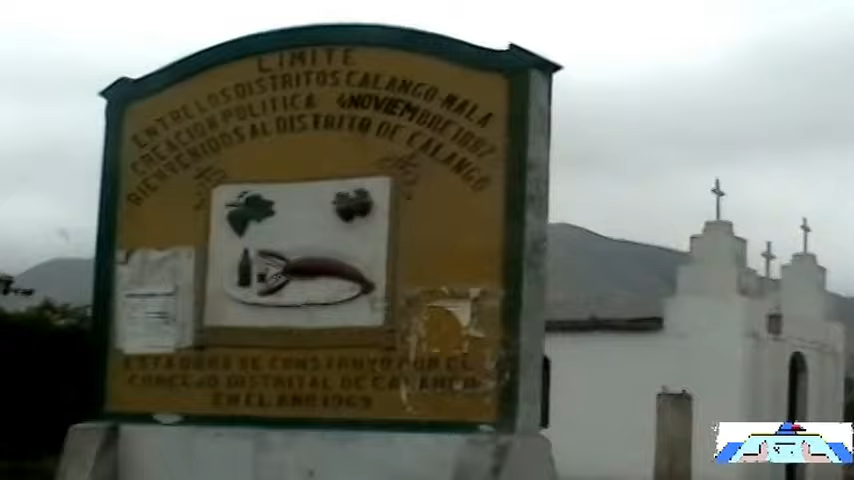 LIMITE
ENTRE LOS DISTRITOS CALANGO-MALA
CREACION POLITICA 4 NOVIEMBRE 1887
BIENVENIDOS AL DISTRITO DE CALANGO
ESTA OBRA SE CONSTRUYO POR EL
CONCEJO DISTRITAL DE CALANGO
EN EL AÑO 1969